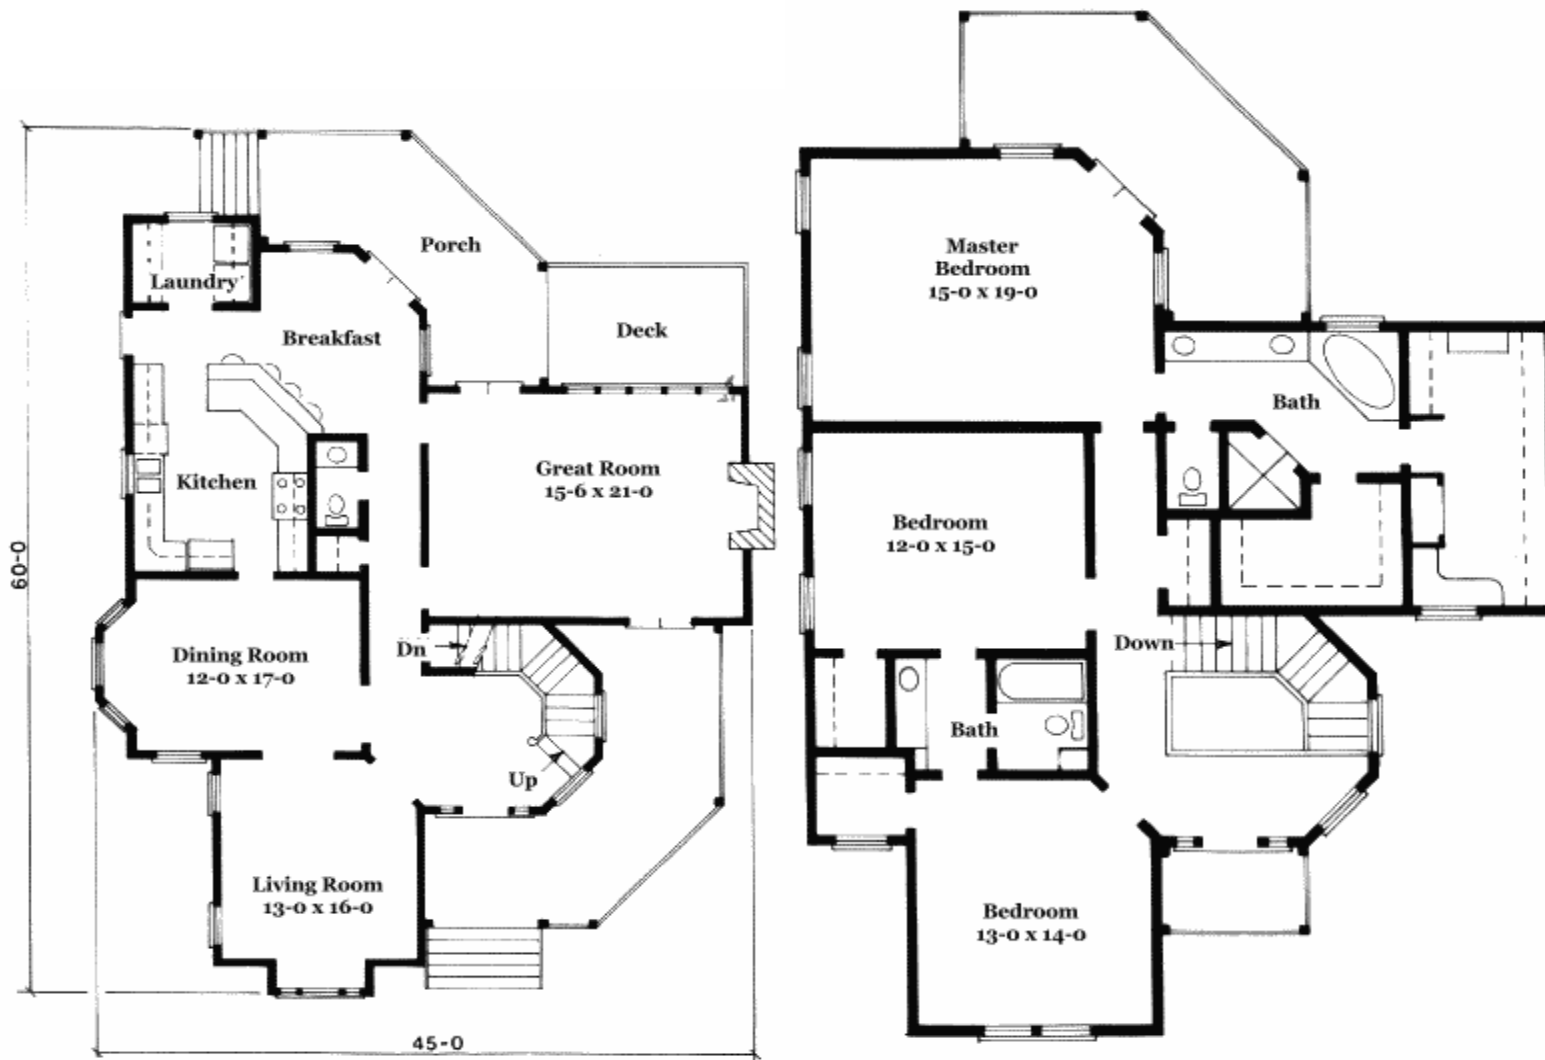 Porch
Laundry
Breakfast
Deck
Kitchen
Great Room
15-6 x 21-0
60-0
Dn
Dining Room
12-0 x 17-0
Up
Living Room
13-0 x 16-0
45-0
Master
Bedroom
15-0 x 19-0
Bath
Bedroom
12-0 x 15-0
Down
Bath
Bedroom
13-0 x 14-0